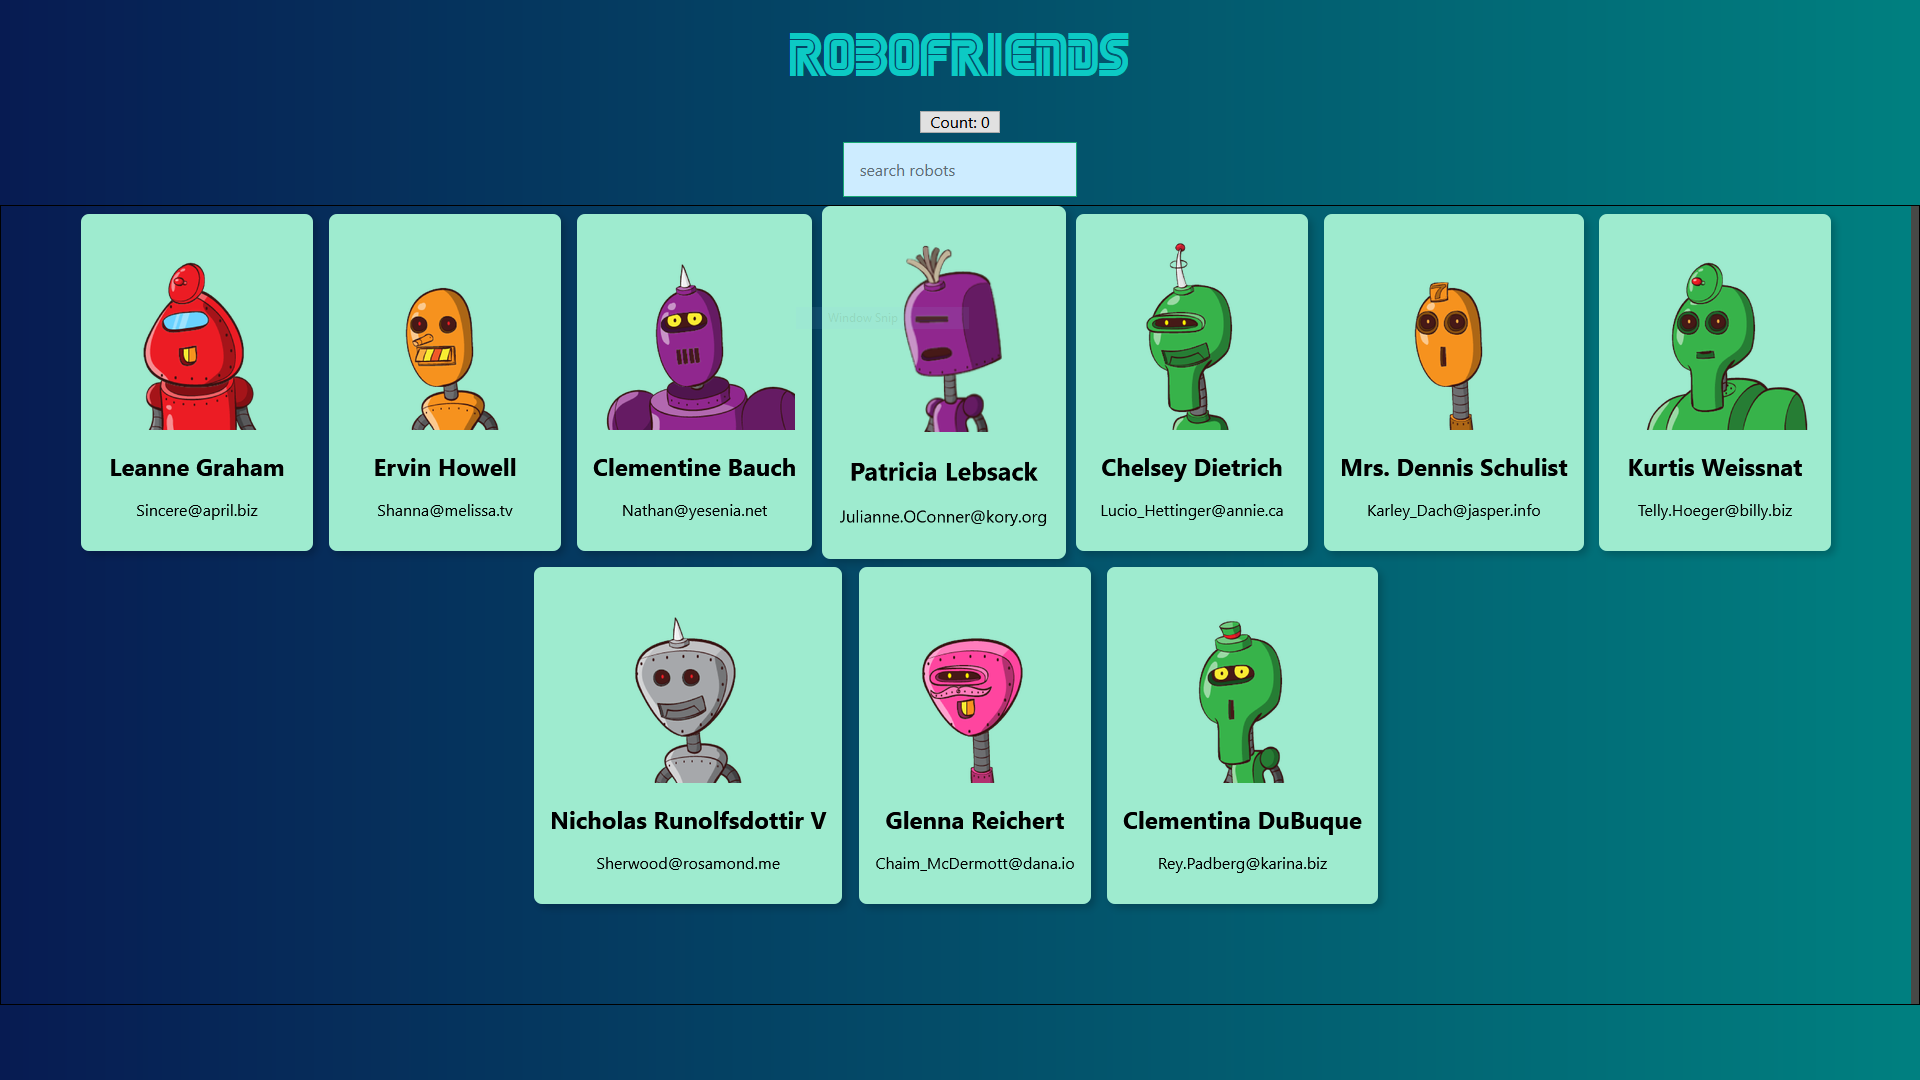 ROBOFRIENDS
Count: 0
search robots
Window Snip
7
Leanne Graham
Sincere@april.biz
Ervin Howell
Shanna@melissa.tv
Clementine Bauch
Nathan@yesenia.net
Patricia Lebsack
Julianne.OConner@kory.org
Chelsey Dietrich
Lucio_Hettinger@annie.ca
Mrs. Dennis Schulist
Karley_Dach@jasper.info
Kurtis Weissnat
Telly.Hoeger@billy.biz
Nicholas Runolfsdottir V
Sherwood@rosamond.me
Glenna Reichert
Chaim_McDermott@dana.io
Clementina DuBuque
Rey.Padberg@karina.biz